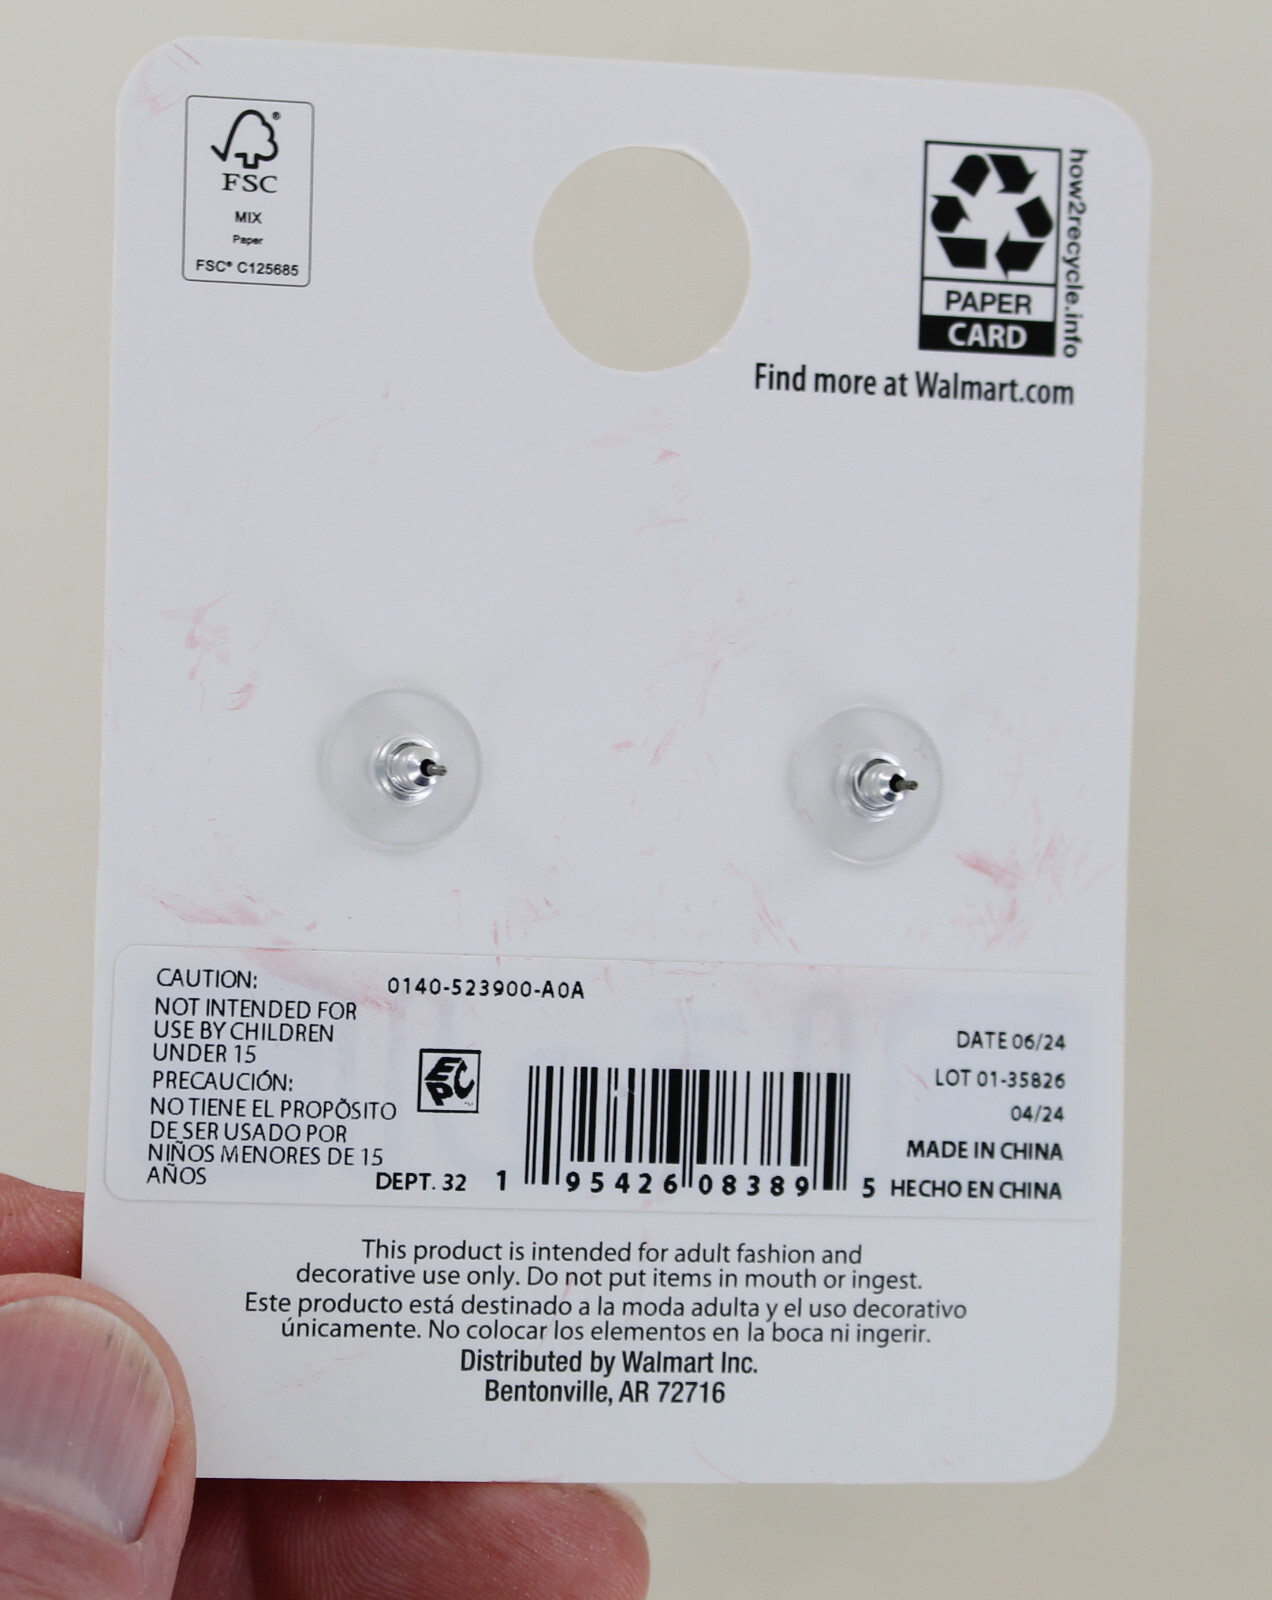 FSC®
MIX
Paper
FSC® C125685
PAPER
CARD
how2recycle.info
Find more at Walmart.com
CAUTION:
NOT INTENDED FOR
USE BY CHILDREN
UNDER 15
PRECAUCIÓN:
NO TIENE EL PROPÕSITO
DE SER USADO POR
NIÑOS MENORES DE 15
AÑOS
0140-523900-A0A
EPC
DEPT. 32
1 95426 08389 5
DATE 06/24
LOT 01-35826
04/24
MADE IN CHINA
HECHO EN CHINA
This product is intended for adult fashion and
decorative use only. Do not put items in mouth or ingest.
Este producto está destinado a la moda adulta y el uso decorativo
únicamente. No colocar los elementos en la boca ni ingerir.
Distributed by Walmart Inc.
Bentonville, AR 72716